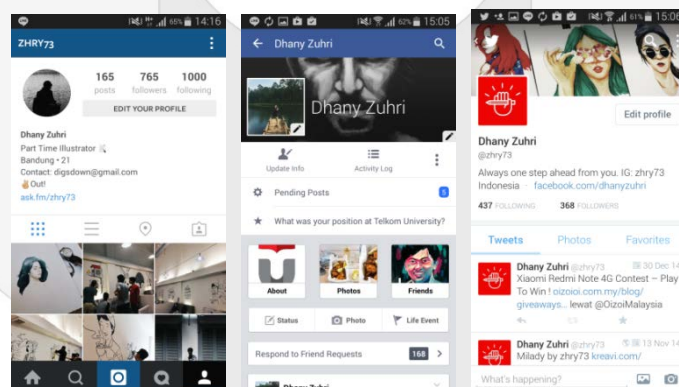 65% 14:16
ZHRY73
165 765 1000
posts followers following
EDIT YOUR PROFILE
Dhany Zuhri
Part Time Illustrator
Bandung • 21
Contact: digsdown@gmail.com
✌Out!
ask.fm/zhry73
62% 15:05
Dhany Zuhri
Dhany Zuhri
Update Info Activity Log
Pending Posts 5
What was your position at Telkom University?
About Photos Friends
Status Photo Life Event
Respond to Friend Requests 168
Dhany Zuhri
61% 15:06
Edit profile
Dhany Zuhri
@zhry73
Always one step ahead from you. IG: zhry73
Indonesia facebook.com/dhanyzuhri
437 FOLLOWING 368 FOLLOWERS
Tweets Photos Favorites
Dhany Zuhri @zhry73 30 Dec 14
Xiaomi Redmi Note 4G Contest – Play
To Win ! oizoioi.com.my/blog/
giveaways... lewat @OizoiMalaysia
Dhany Zuhri @zhry73 13 Nov 14
Milady by zhry73 kreavi.com/
What's happening?